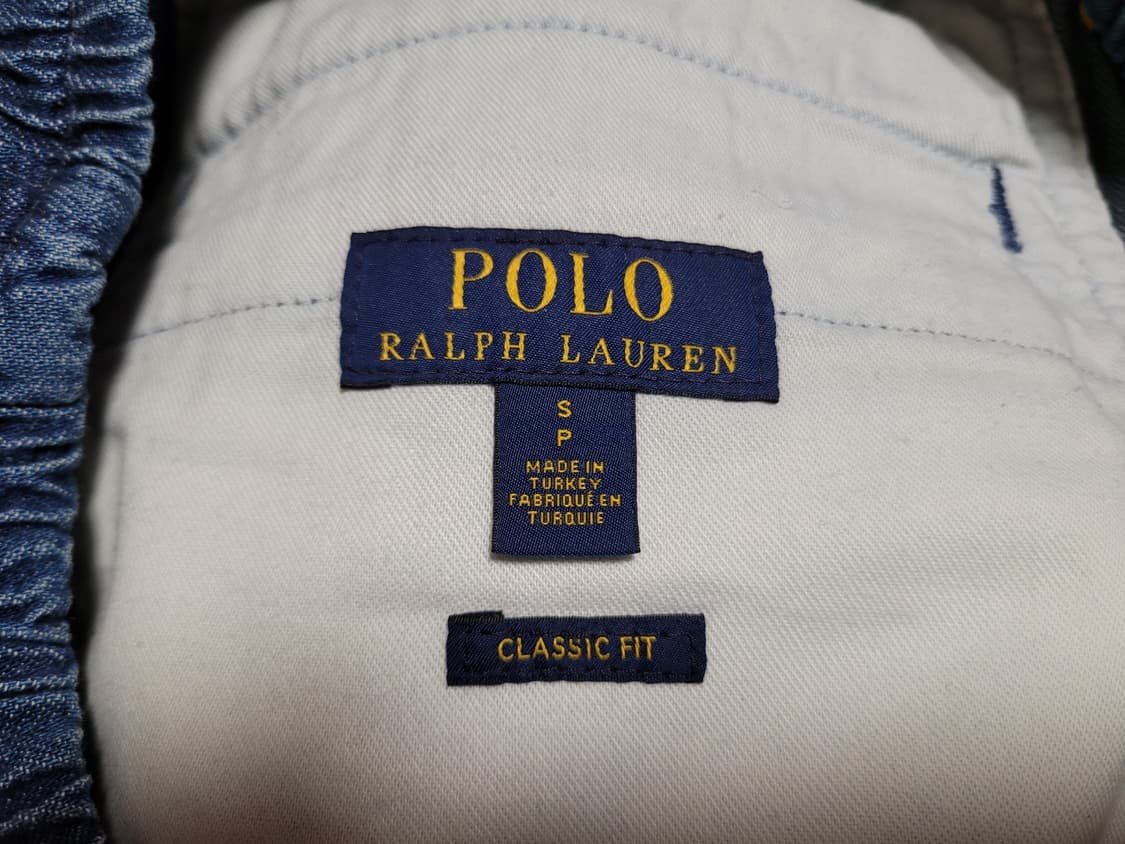 POLO
RALPH LAUREN
S
P
MADE IN
TURKEY
FABRIQUÉ EN
TURQUIE
CLASSIC FIT